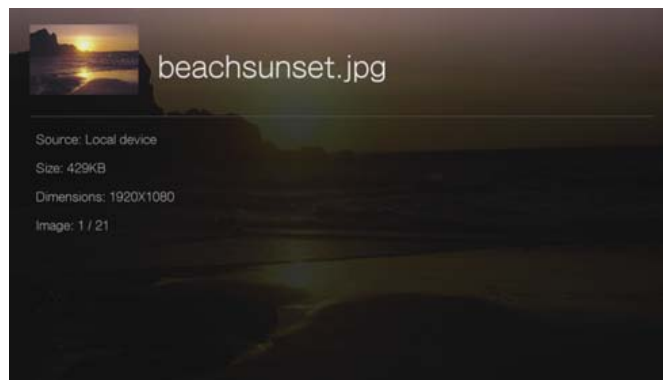 beachsunset.jpg
Source: Local device
Size: 429KB
Dimensions: 1920X1080
Image: 1 / 21